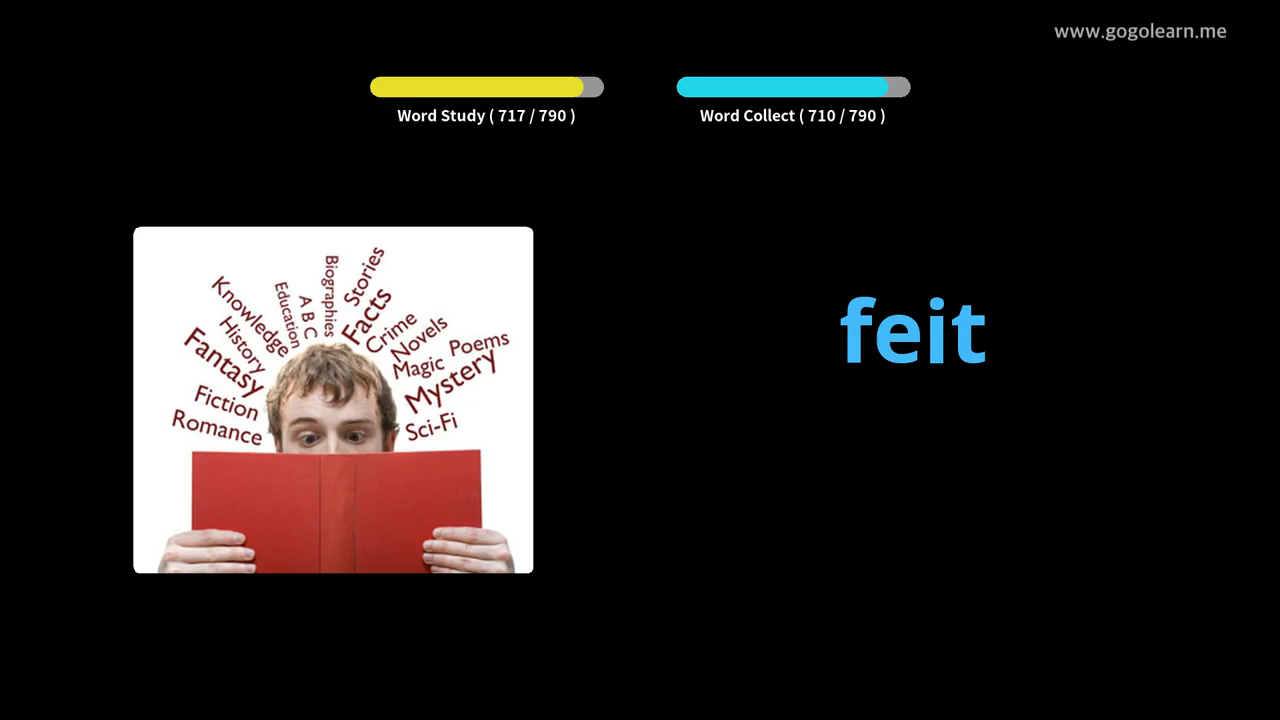 www.gogolearn.me
Word Study ( 717 / 790 )
Word Collect ( 710 / 790 )
Biographies
Stories
Education
A B C
Facts
Knowledge
Crime
History
Novels
Fantasy
Poems
Magic
Mystery
Fiction
Romance
Sci-Fi
feit